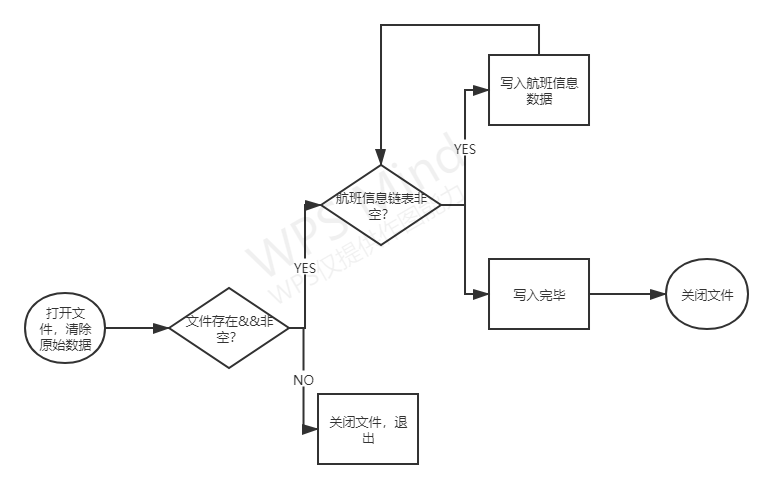 打开文
件，清除
原始数据
文件存在&&非
空？
YES
NO
关闭文件，退
出
航班信息链表非
空？
YES
写入航班信息
数据
写入完毕
关闭文件
WPS Mind